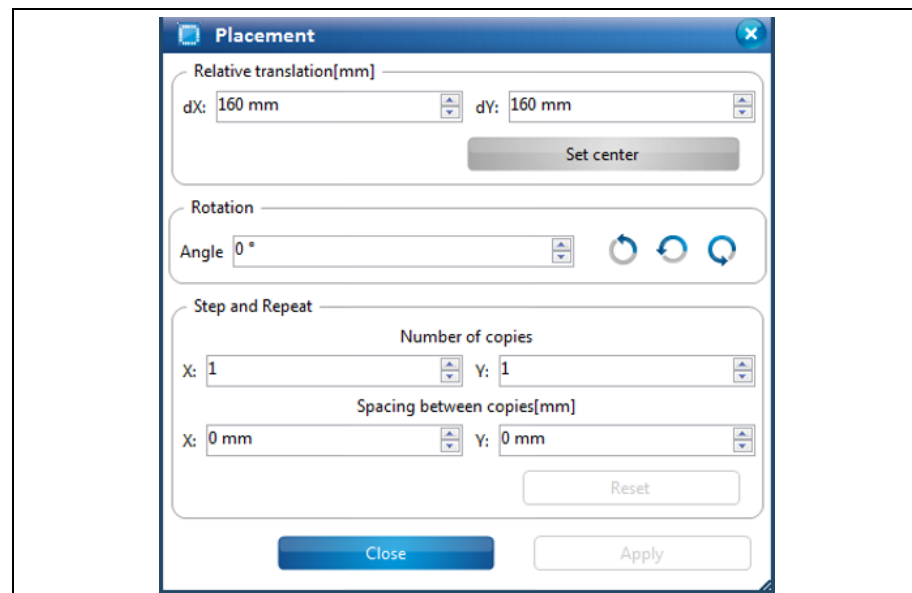 Placement
Relative translation[mm]
dX: 160 mm dY: 160 mm
Set center
Rotation
Angle 0 °
Step and Repeat
Number of copies
X: 1 Y: 1
Spacing between copies[mm]
X: 0 mm Y: 0 mm
Reset
Close Apply